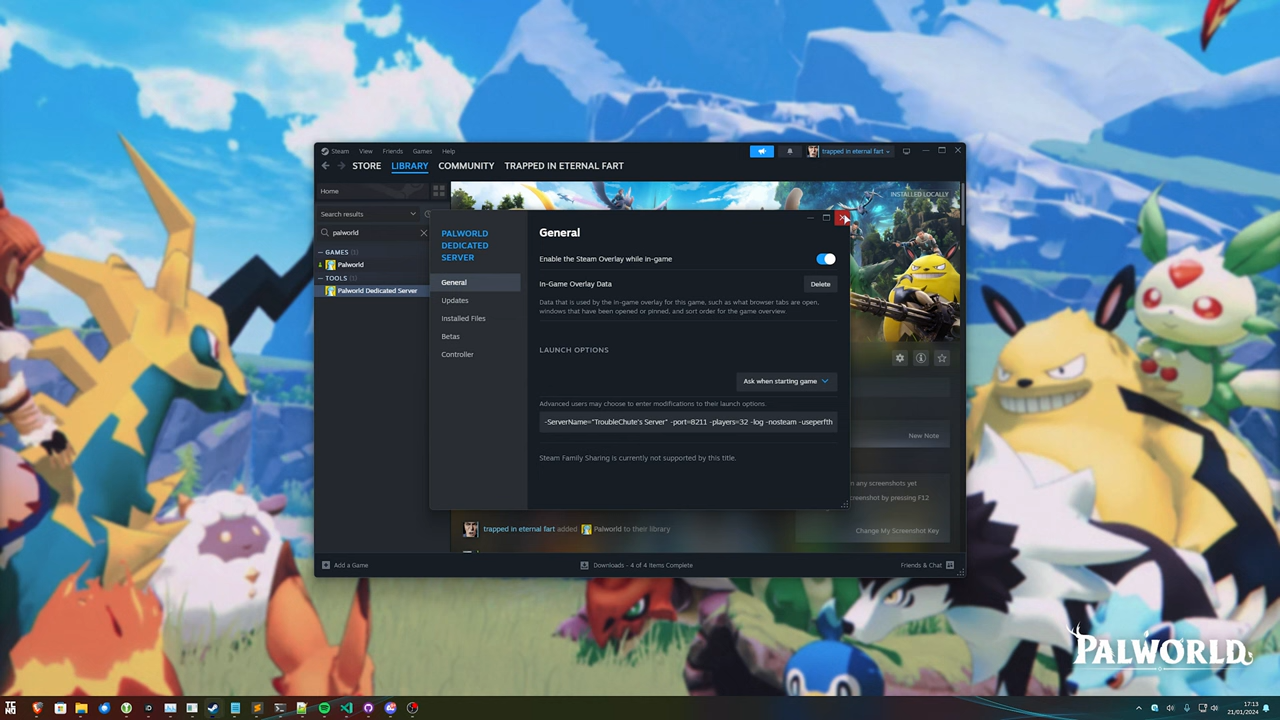 Steam View Friends Games Help
trapped in eternal fart
STORE LIBRARY COMMUNITY TRAPPED IN ETERNAL FART
Home
INSTALLED LOCALLY
Search results
palworld
GAMES (1)
Palworld
TOOLS (1)
Palworld Dedicated Server
PALWORLD
DEDICATED
SERVER
General
Updates
Installed Files
Betas
Controller
General
Enable the Steam Overlay while in-game
In-Game Overlay Data
Delete
Data that is used by the in-game overlay for this game, such as what browser tabs are open,
windows that have been opened or pinned, and sort order for the game overview.
LAUNCH OPTIONS
Ask when starting game
Advanced users may choose to enter modifications to their launch options.
-ServerName="TroubleChute's Server" -port=8211 -players=32 -log -nosteam -useperfth
Steam Family Sharing is currently not supported by this title.
New Note
any screenshots yet
screenshot by pressing F12
Change My Screenshot Key
trapped in eternal fart added Palworld to their library
Add a Game
Downloads - 4 of 4 Items Complete
Friends & Chat
PALWORLD
17:13
21/01/2024